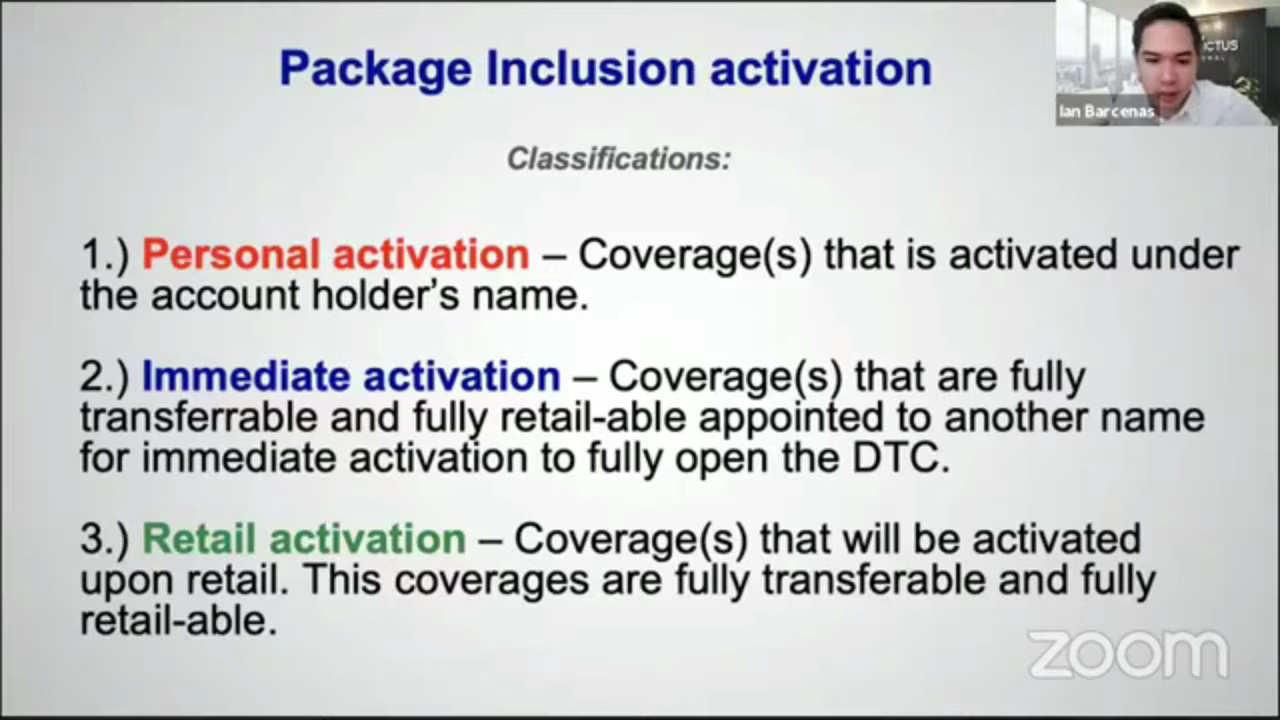 Package Inclusion activation
Classifications:
1.) Personal activation – Coverage(s) that is activated under
the account holder's name.
2.) Immediate activation – Coverage(s) that are fully
transferrable and fully retail-able appointed to another name
for immediate activation to fully open the DTC.
3.) Retail activation – Coverage(s) that will be activated
upon retail. This coverages are fully transferable and fully
retail-able.
Ian Barcenas
zoom